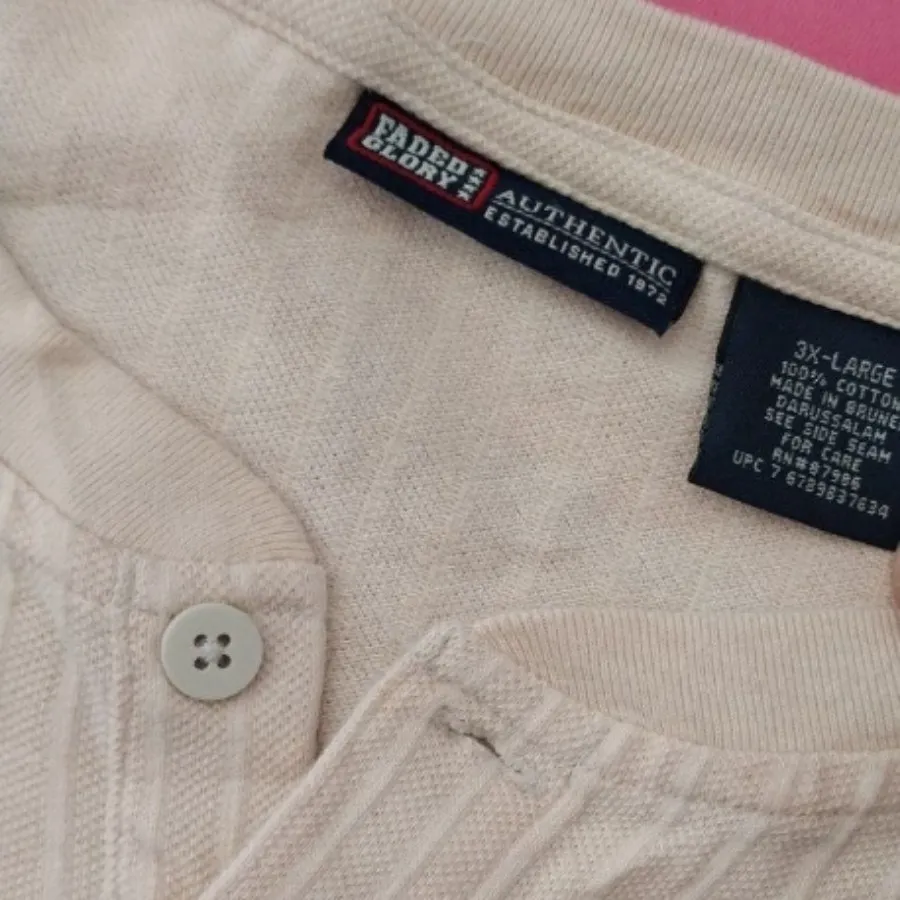 FADED
GLORY
AUTHENTIC
ESTABLISHED 1972
3X-LARGE
100% COTTON
MADE IN BRUNEI
DARUSSALAM
SEE SIDE SEAM
FOR CARE
RN#87986
UPC 7 6789837634